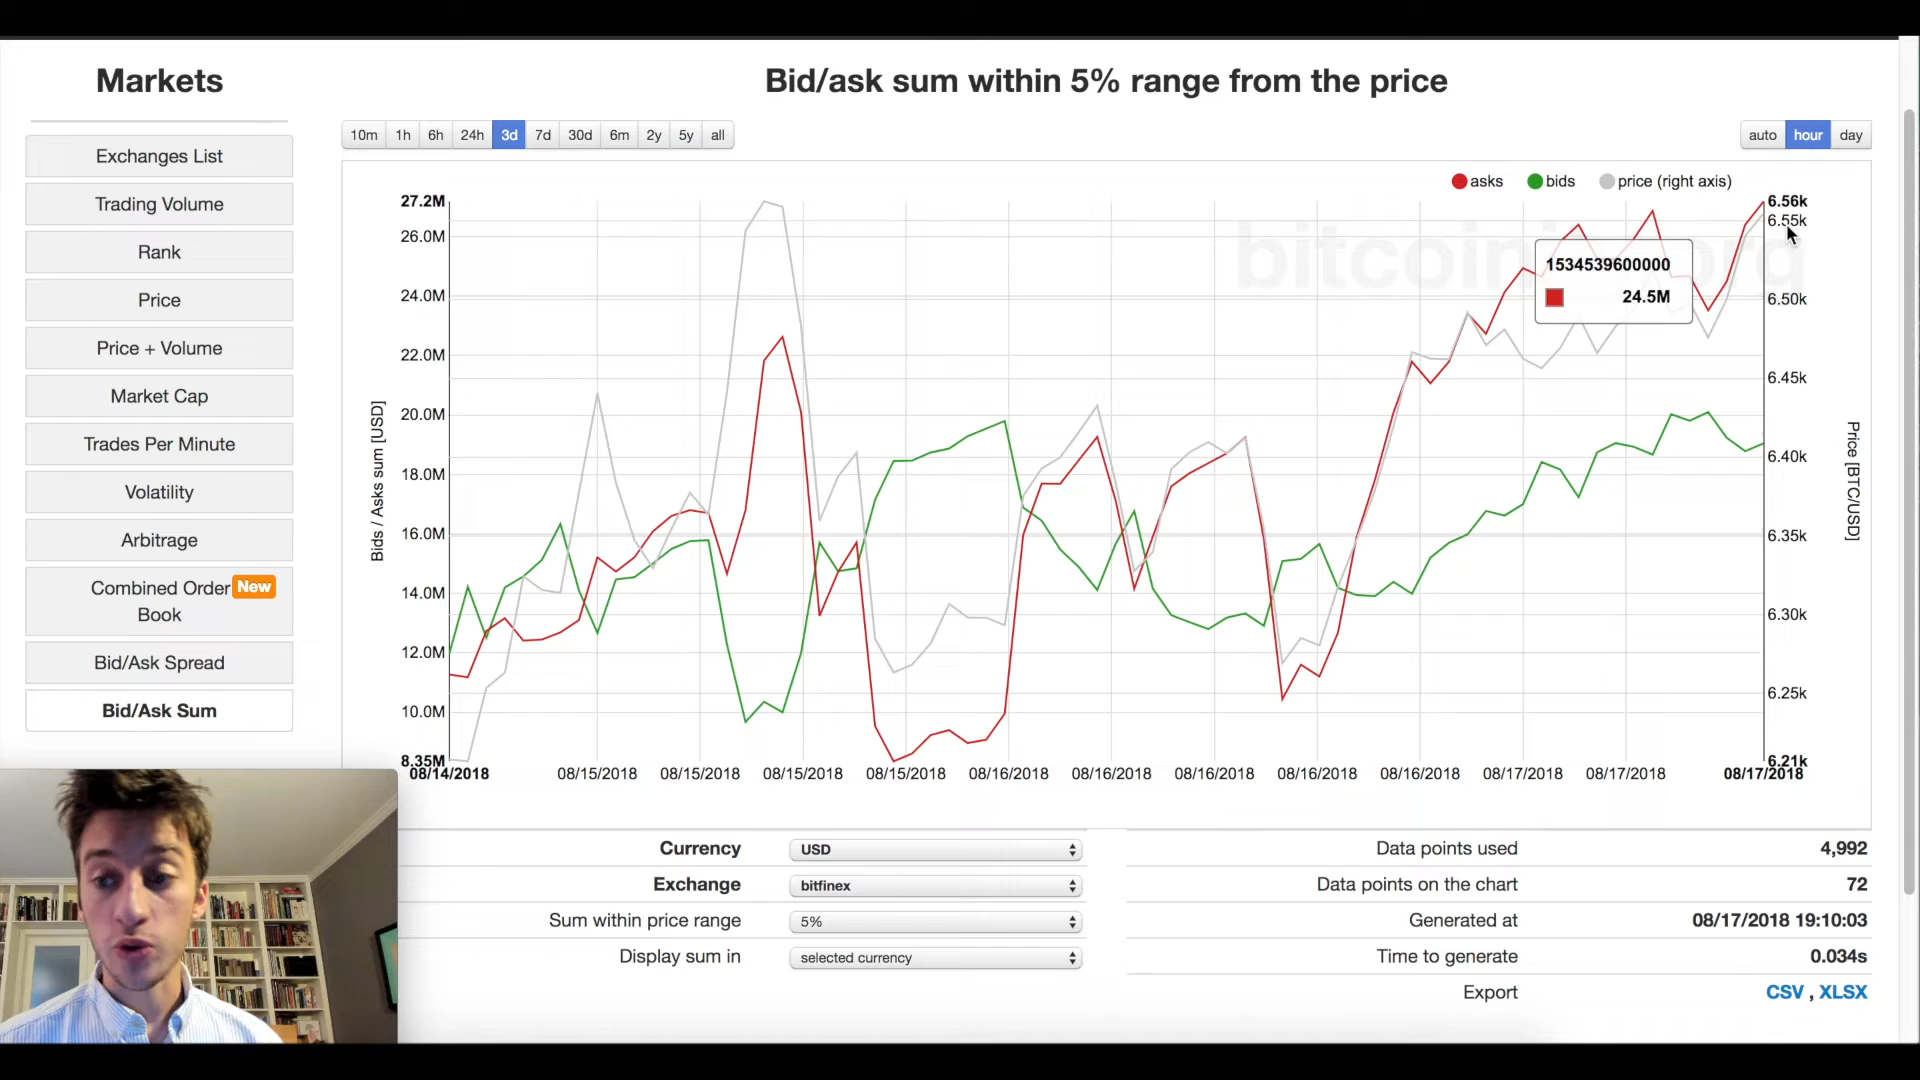 Markets
Exchanges List
Trading Volume
Rank
Price
Price + Volume
Market Cap
Trades Per Minute
Volatility
Arbitrage
Combined Order New
Book
Bid/Ask Spread
Bid/Ask Sum
Bid/ask sum within 5% range from the price
10m 1h 6h 24h 3d 7d 30d 6m 2y 5y all
auto hour day
asks bids price (right axis)
27.2M
26.0M
24.0M
22.0M
20.0M
18.0M
16.0M
14.0M
12.0M
10.0M
8.35M
Bids / Asks sum [USD]
1534539600000
24.5M
6.56k
6.55k
6.50k
6.45k
6.40k
6.35k
6.30k
6.25k
6.21k
Price [BTC/USD]
08/14/2018 08/15/2018 08/15/2018 08/15/2018 08/15/2018 08/16/2018 08/16/2018 08/16/2018 08/16/2018 08/16/2018 08/17/2018 08/17/2018 08/17/2018
Currency USD
Exchange bitfinex
Sum within price range 5%
Display sum in selected currency
Data points used 4,992
Data points on the chart 72
Generated at 08/17/2018 19:10:03
Time to generate 0.034s
Export CSV , XLSX